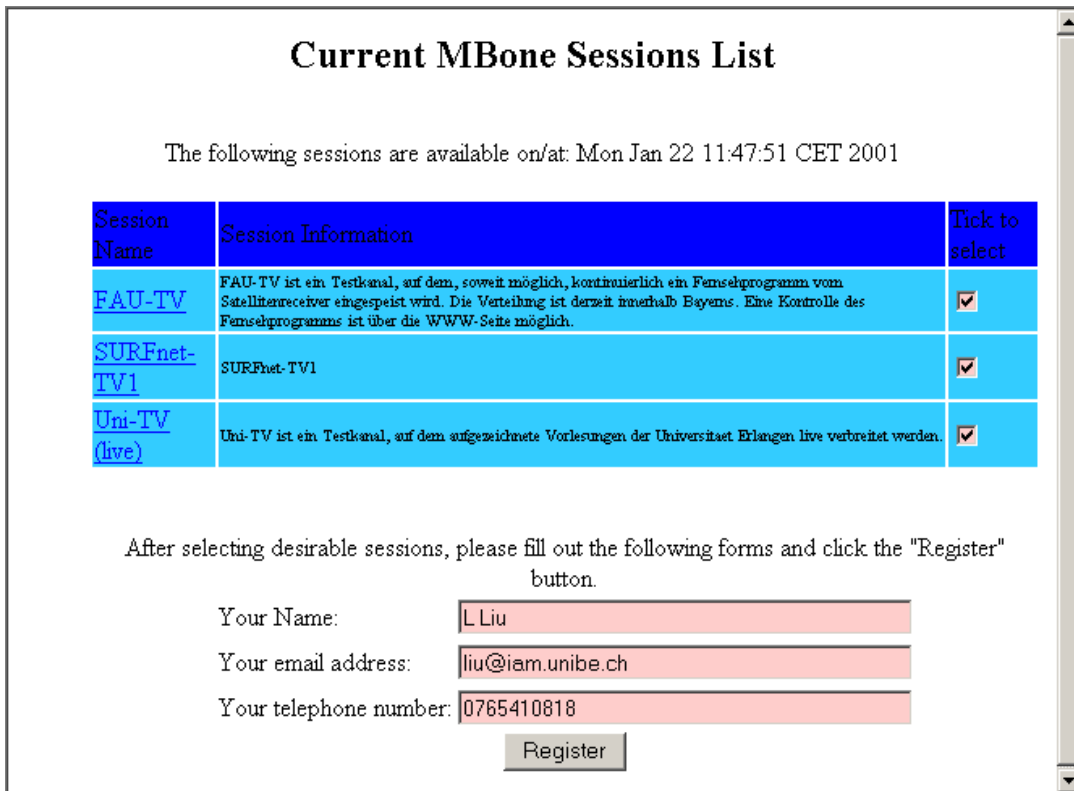 Current MBone Sessions List
The following sessions are available on/at: Mon Jan 22 11:47:51 CET 2001
Session Name
Session Information
Tick to select
FAU-TV
FAU-TV ist ein Testkanal, auf dem, soweit möglich, kontinuierlich ein Fernsehprogramm vom
Satellitenreceiver eingespeist wird. Die Verteilung ist derzeit innerhalb Bayerns. Eine Kontrolle des
Fernsehprogramms ist über die WWW-Seite möglich.
SURFnet-
TV1
SURFnet-TV1
Uni-TV
(live)
Uni-TV ist ein Testkanal, auf dem aufgezeichnete Vorlesungen der Universitaet Erlangen live verbreitet werden.
After selecting desirable sessions, please fill out the following forms and click the "Register"
button.
Your Name: L Liu
Your email address: liu@iam.unibe.ch
Your telephone number: 0765410818
Register